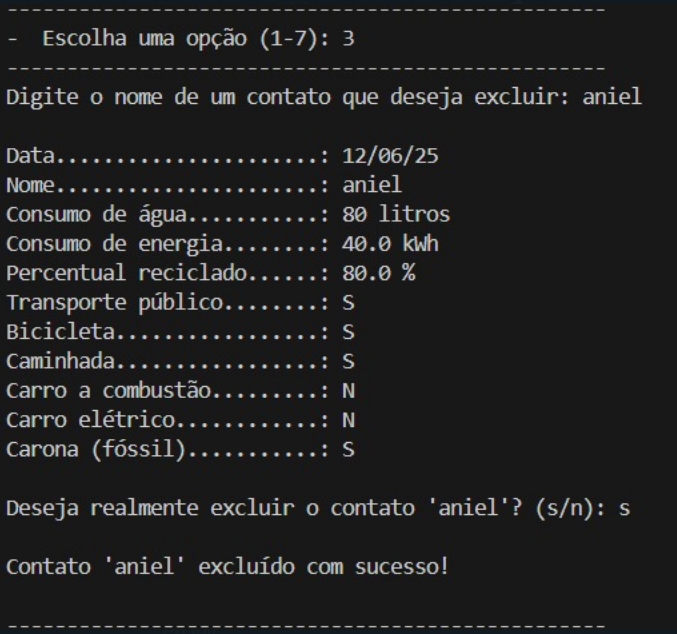 --------------------------------------------------
-  Escolha uma opção (1-7): 3
--------------------------------------------------
Digite o nome de um contato que deseja excluir: aniel
Data......................: 12/06/25
Nome......................: aniel
Consumo de água...........: 80 litros
Consumo de energia........: 40.0 kWh
Percentual reciclado......: 80.0 %
Transporte público........: S
Bicicleta.................: S
Caminhada.................: S
Carro a combustão.........: N
Carro elétrico............: N
Carona (fóssil)...........: S
Deseja realmente excluir o contato 'aniel'? (s/n): s
Contato 'aniel' excluído com sucesso!
--------------------------------------------------